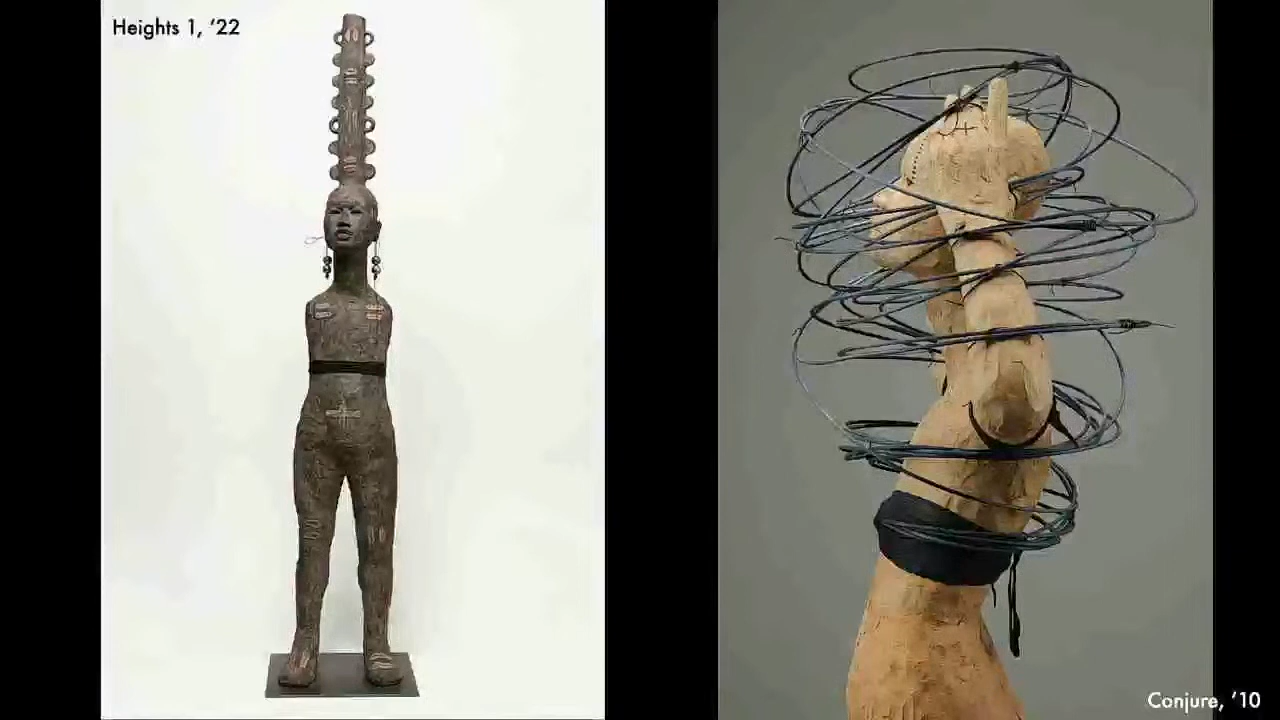 Heights 1, ‘22
Conjure, ‘10